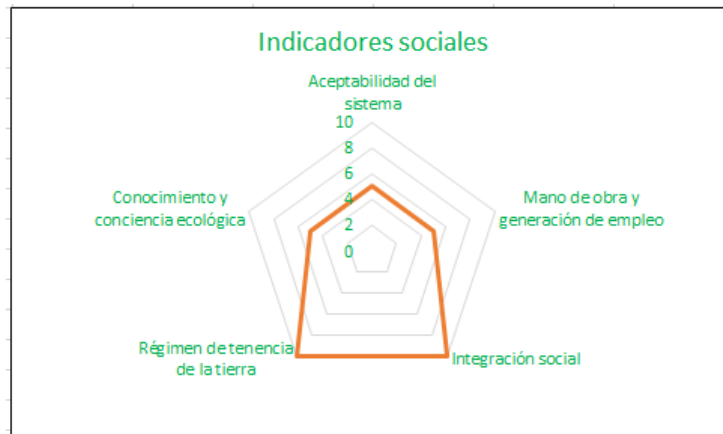 Indicadores sociales
Aceptabilidad del
sistema
10
8
6
4
2
0
Mano de obra y
generación de empleo
Integración social
Régimen de tenencia
de la tierra
Conocimiento y
conciencia ecológica